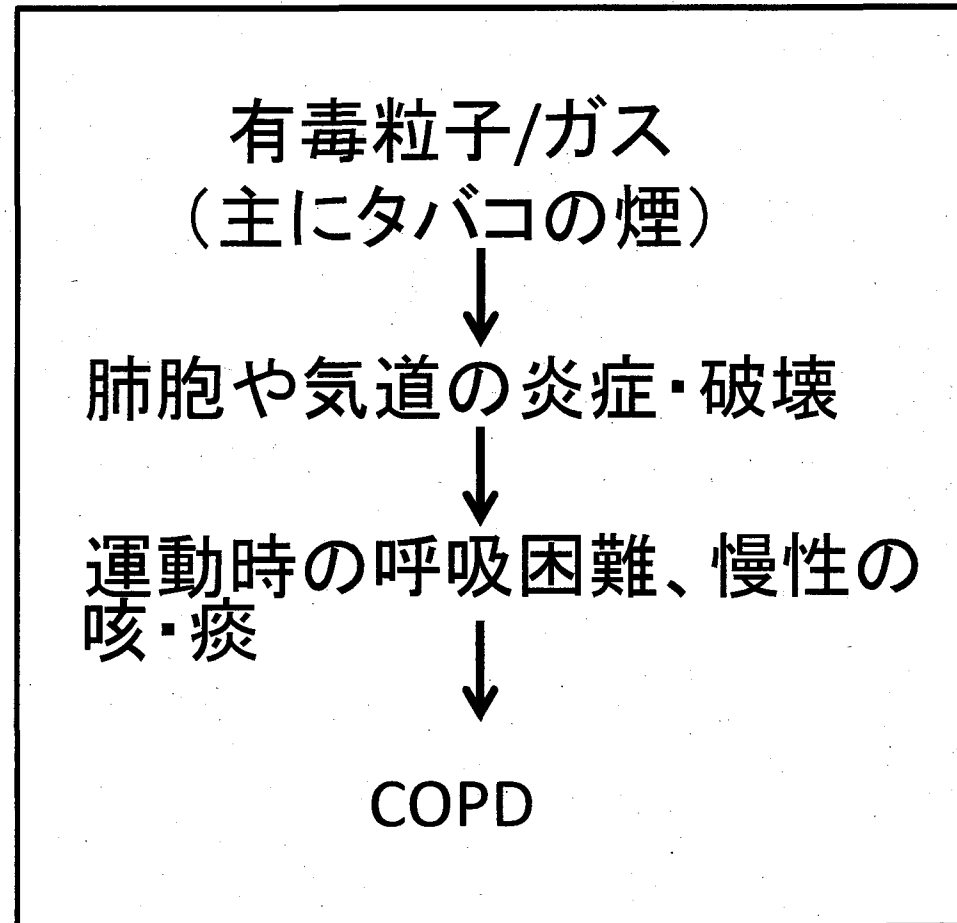 有毒粒子/ガス
（主にタバコの煙）
肺胞や気道の炎症・破壊
運動時の呼吸困難、慢性の
咳・痰
COPD